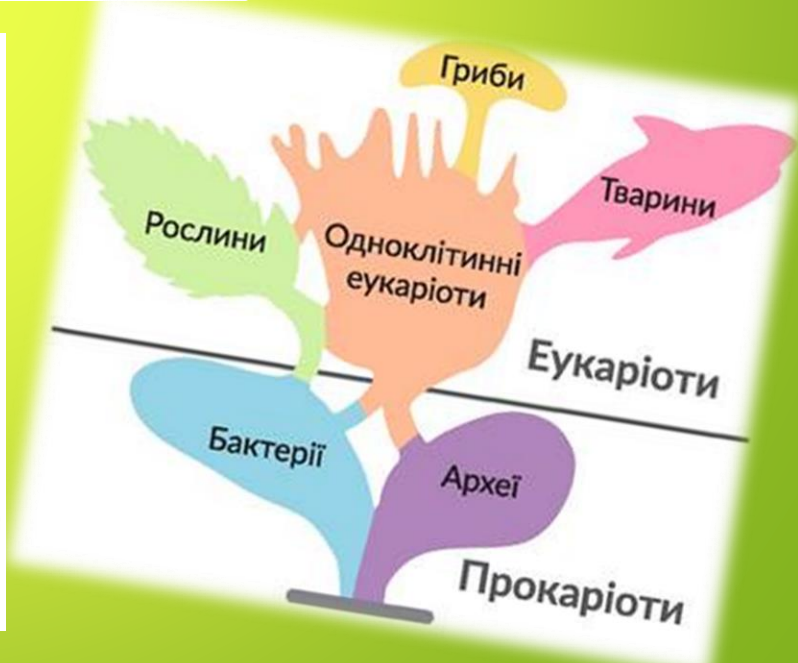 Гриби
Тварини
Рослини
Одноклітинні
еукаріоти
Еукаріоти
Бактерії
Археї
Прокаріоти